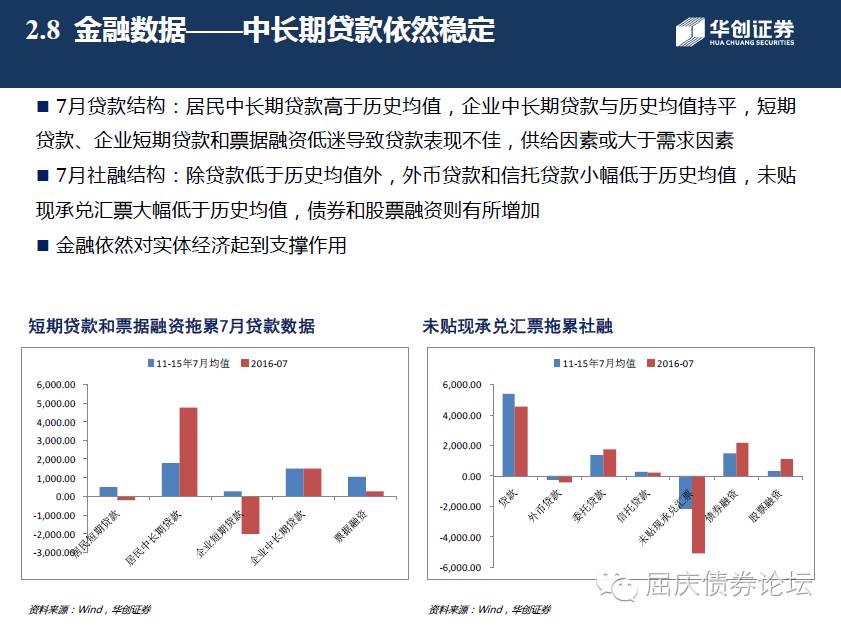 2.8 金融数据——中长期贷款依然稳定
华创证券
HUA CHUANG SECURITIES
■ 7月贷款结构：居民中长期贷款高于历史均值，企业中长期贷款与历史均值持平，短期
贷款、企业短期贷款和票据融资低迷导致贷款表现不佳，供给因素或大于需求因素
■ 7月社融结构：除贷款低于历史均值外，外币贷款和信托贷款小幅低于历史均值，未贴
现承兑汇票大幅低于历史均值，债券和股票融资则有所增加
■ 金融依然对实体经济起到支撑作用
短期贷款和票据融资拖累7月贷款数据
11-15年7月均值 2016-07
6,000.00
5,000.00
4,000.00
3,000.00
2,000.00
1,000.00
0.00
-1,000.00
-2,000.00
-3,000.00
居民短期贷款
居民中长期贷款
企业短期贷款
企业中长期贷款
票据融资
资料来源：Wind，华创证券
未贴现承兑汇票拖累社融
11-15年7月均值 2016-07
6,000.00
4,000.00
2,000.00
0.00
-2,000.00
-4,000.00
-6,000.00
贷款
外币贷款
委托贷款
信托贷款
未贴现承兑汇票
债券融资
股票融资
资料来源：Wind，华创证券
屈庆债券论坛